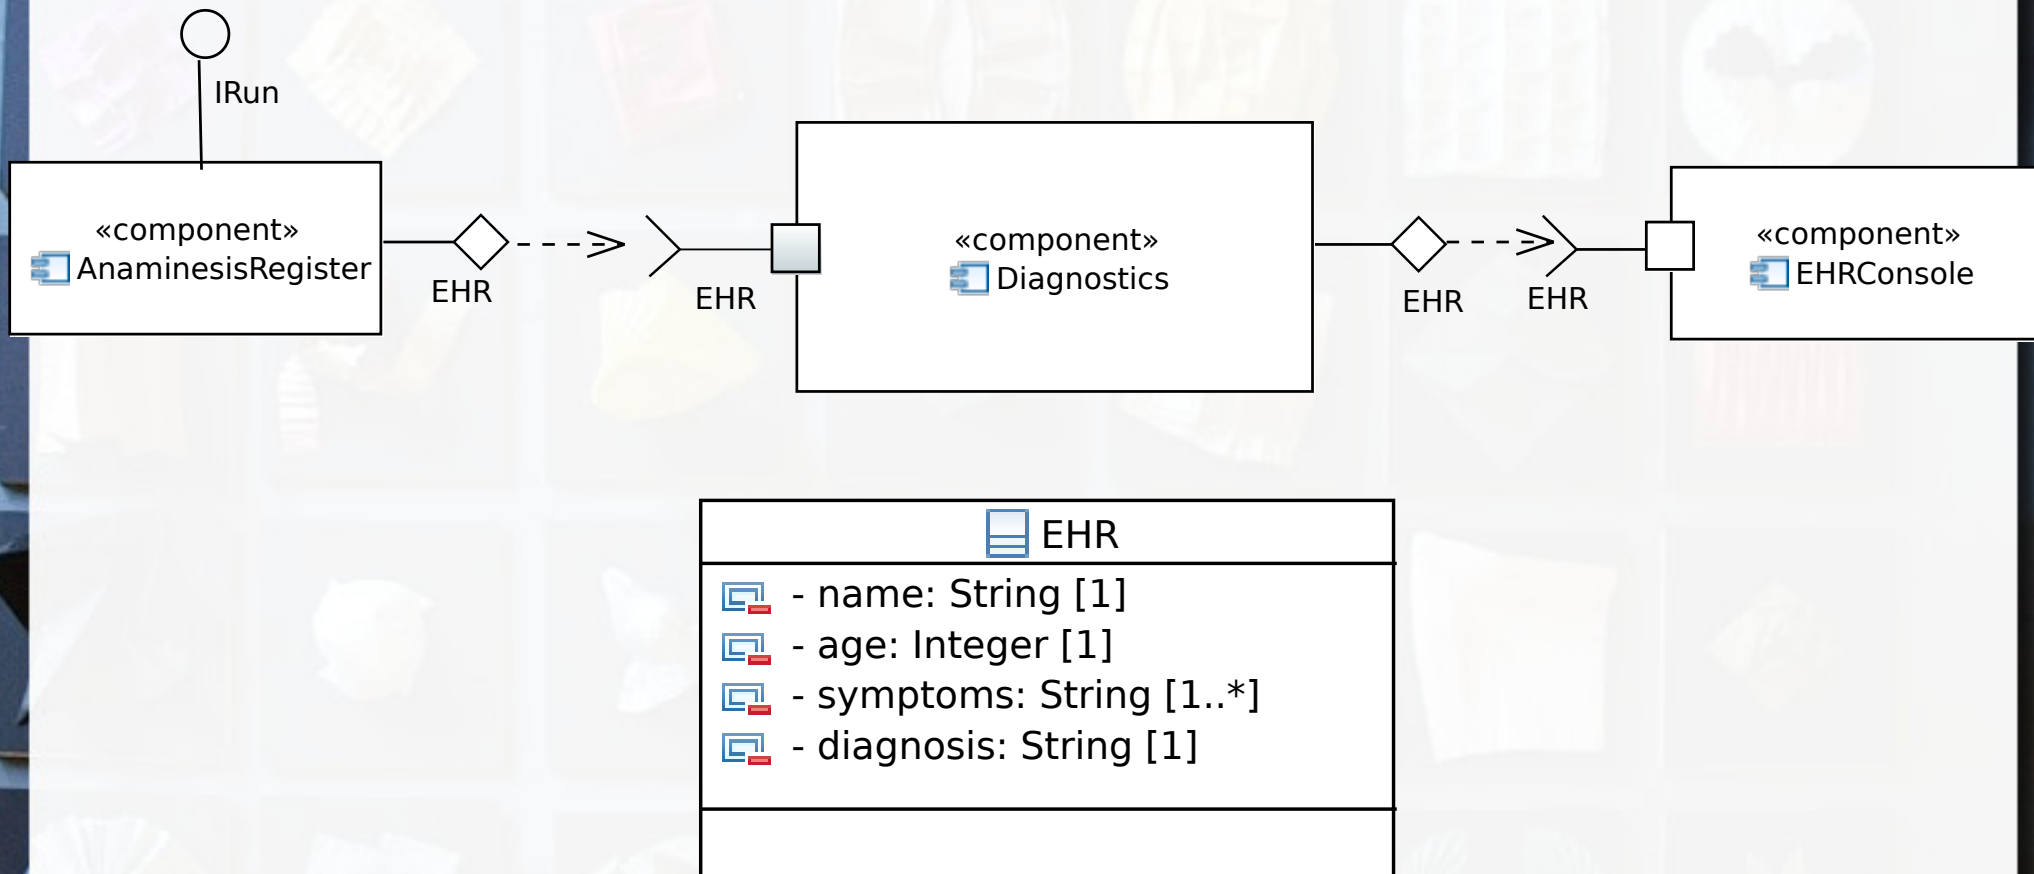 IRun
«component»
AnaminesisRegister
EHR
EHR
«component»
Diagnostics
EHR
EHR
«component»
EHRConsole
EHR
- name: String [1]
- age: Integer [1]
- symptoms: String [1..*]
- diagnosis: String [1]